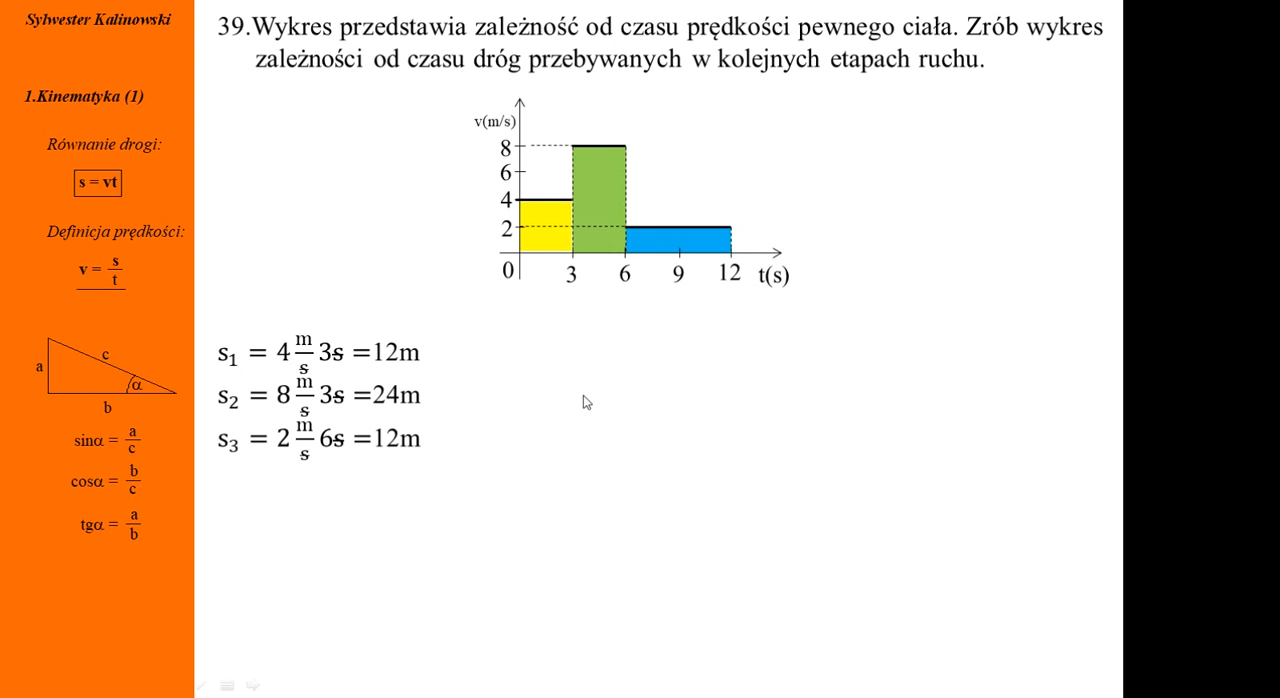 Sylwester Kalinowski
1.Kinematyka (1)
Równanie drogi:
s = vt
Definicja prędkości:
v = s/t
a
c
α
b
sinα = a/c
cosα = b/c
tgα = a/b
39.Wykres przedstawia zależność od czasu prędkości pewnego ciała. Zrób wykres
zależności od czasu dróg przebywanych w kolejnych etapach ruchu.
v(m/s)
8
6
4
2
0 3 6 9 12 t(s)
s₁ = 4 m/s 3s =12m
s₂ = 8 m/s 3s =24m
s₃ = 2 m/s 6s =12m